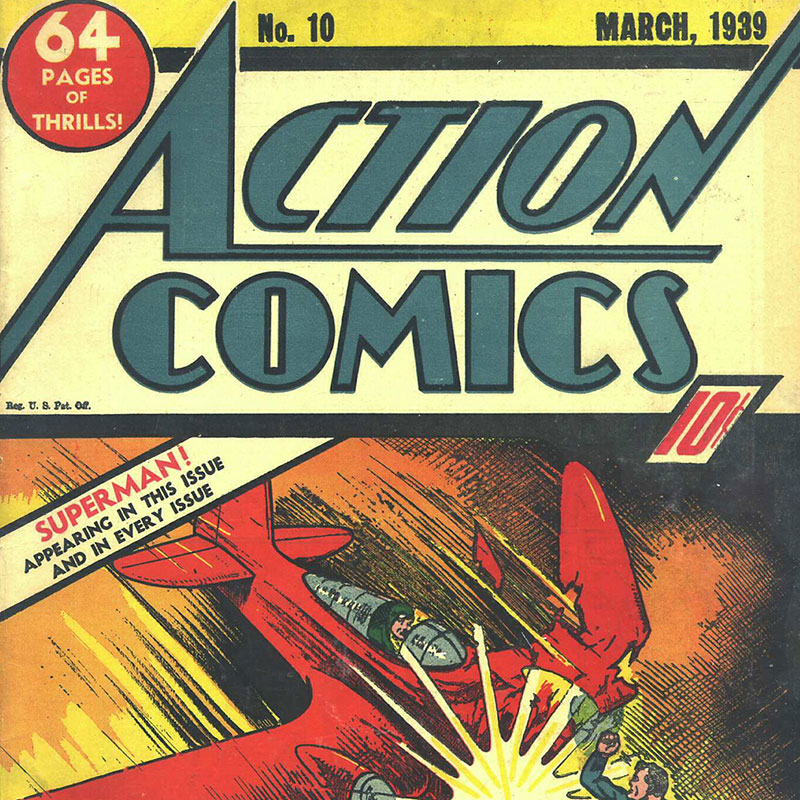 64
PAGES
OF
THRILLS!
No. 10
MARCH, 1939
ACTION
COMICS
Reg. U. S. Pat. Off.
10¢
SUPERMAN!
APPEARING IN THIS ISSUE
AND IN EVERY ISSUE